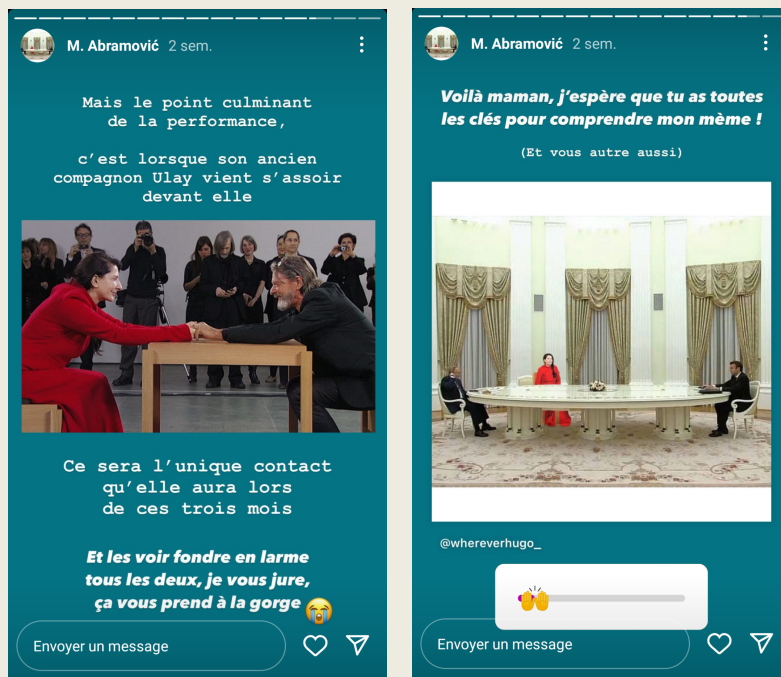 M. Abramović 2 sem.
Mais le point culminant
de la performance,
c'est lorsque son ancien
compagnon Ulay vient s'assoir
devant elle
Ce sera l'unique contact
qu'elle aura lors
de ces trois mois
Et les voir fondre en larme
tous les deux, je vous jure,
ça vous prend à la gorge 😭
Envoyer un message
M. Abramović 2 sem.
Voilà maman, j'espère que tu as toutes
les clés pour comprendre mon mème !
(Et vous autre aussi)
@whereverhugo_
Envoyer un message